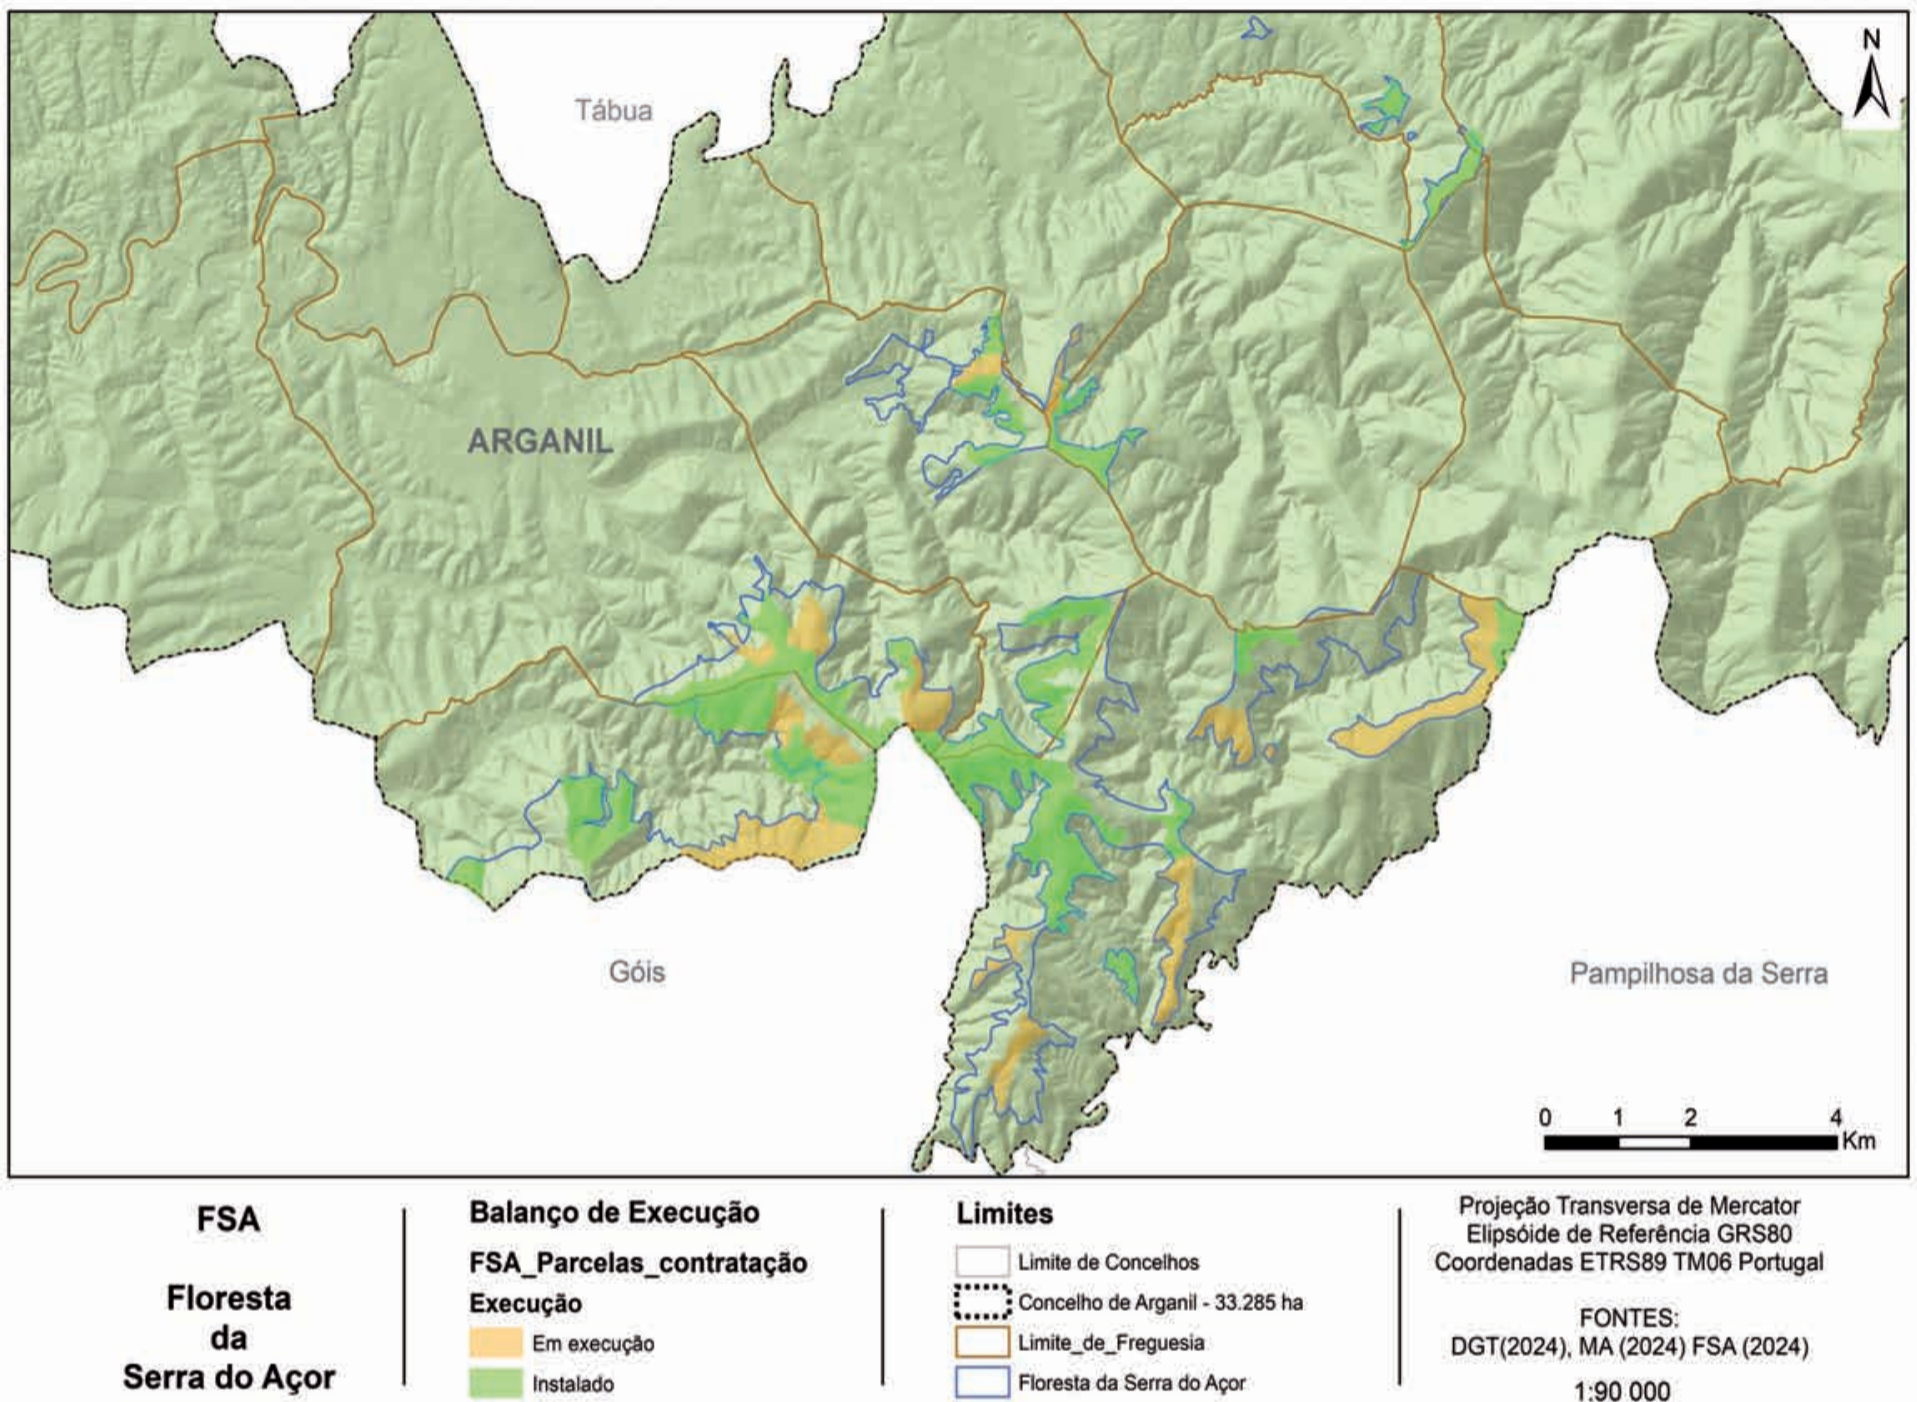 N
Tábua
ARGANIL
Góis
Pampilhosa da Serra
0 1 2 4
Km
FSA
Floresta
da
Serra do Açor
Balanço de Execução
FSA_Parcelas_contratação
Execução
Em execução
Instalado
Limites
Limite de Concelhos
Concelho de Arganil - 33.285 ha
Limite_de_Freguesia
Floresta da Serra do Açor
Projeção Transversa de Mercator
Elipsóide de Referência GRS80
Coordenadas ETRS89 TM06 Portugal
FONTES:
DGT(2024), MA (2024) FSA (2024)
1:90 000